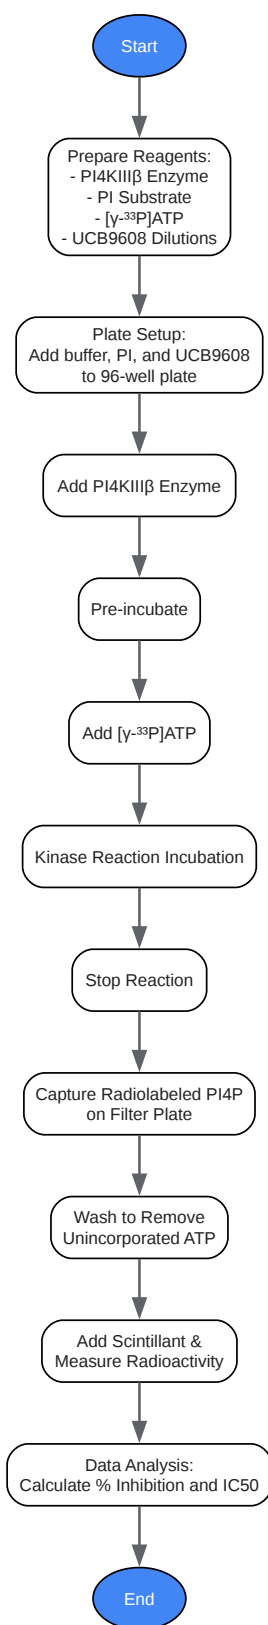 Start
Prepare Reagents:
- PI4KIIIβ Enzyme
- PI Substrate
- [γ-³³P]ATP
- UCB9608 Dilutions
Plate Setup:
Add buffer, PI, and UCB9608
to 96-well plate
Add PI4KIIIβ Enzyme
Pre-incubate
Add [γ-³³P]ATP
Kinase Reaction Incubation
Stop Reaction
Capture Radiolabeled PI4P
on Filter Plate
Wash to Remove
Unincorporated ATP
Add Scintillant &
Measure Radioactivity
Data Analysis:
Calculate % Inhibition and IC50
End